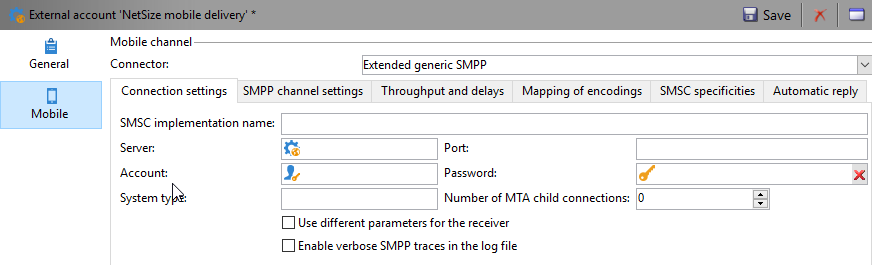 External account 'NetSize mobile delivery' *
Save
General
Mobile
Mobile channel
Connector: Extended generic SMPP
Connection settings SMPP channel settings Throughput and delays Mapping of encodings SMSC specificities Automatic reply
SMSC implementation name:
Server: Port:
Account: Password:
System type: Number of MTA child connections: 0
Use different parameters for the receiver
Enable verbose SMPP traces in the log file